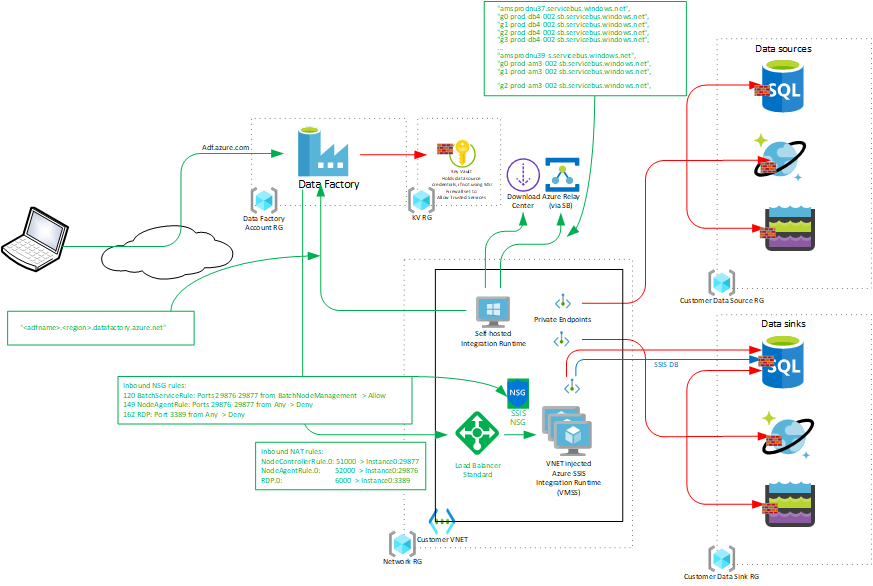 "amsprodnu37.servicebus.windows.net",
"g0-prod-db4-002-sb.servicebus.windows.net",
"g1-prod-db4-002-sb.servicebus.windows.net",
"g2-prod-db4-002-sb.servicebus.windows.net",
"g3-prod-db4-002-sb.servicebus.windows.net",
...
"amsprodnu39-s.servicebus.windows.net",
"g0-prod-am3-002-sb.servicebus.windows.net",
"g1-prod-am3-002-sb.servicebus.windows.net",
"g2-prod-am3-002-sb.servicebus.windows.net",
Data sources
SQL
Customer Data Source RG
Adf.azure.com
Data Factory
Data Factory
Account RG
Key Vault
Holds data source
credentials, if not using MSI
Firewall set to
Allow Trusted Services
KV RG
Download
Center
Azure Relay
(via SB)
"<adfname>.<region>.datafactory.azure.net"
Self-hosted
Integration Runtime
Private Endpoints
SSIS DB
Data sinks
SQL
Customer Data Sink RG
Inbound NSG rules:
120 BatchServiceRule: Ports 29876-29877 from BatchNodeManagement -> Allow
149 NodeAgentRule: Ports 29876-29877 from Any -> Deny
162 RDP: Port 3389 from Any -> Deny
NSG
SSIS
NSG
Inbound NAT rules:
NodeControllerRule.0: 51000 -> Instance0:29877
NodeAgentRule.0: 52000 -> Instance0:29876
RDP.0: 6000 -> Instance0:3389
Load Balancer
Standard
VNET injected
Azure-SSIS
Integration Runtime
(VMSS)
Customer VNET
Network RG